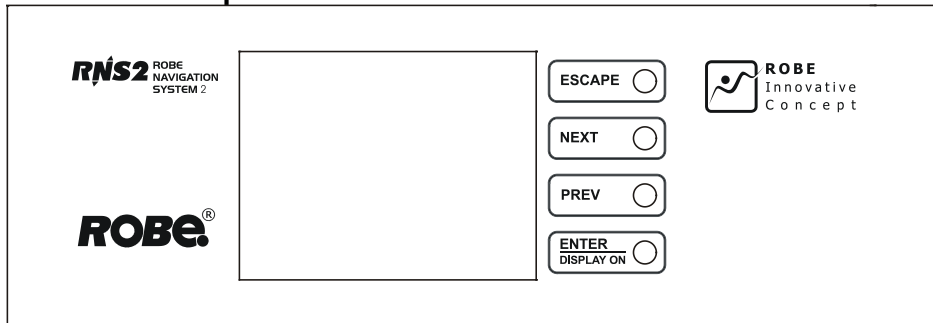 RNS2 ROBE
NAVIGATION
SYSTEM 2
ROBE®
ESCAPE
NEXT
PREV
ENTER
DISPLAY ON
ROBE
Innovative
Concept